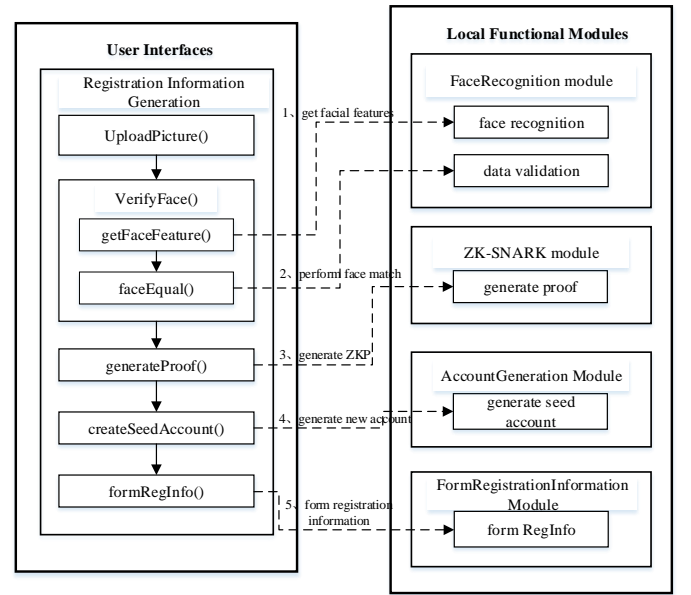 User Interfaces
Registration Information
Generation
UploadPicture()
VerifyFace()
getFaceFeature()
faceEqual()
generateProof()
createSeedAccount()
formRegInfo()
1、get facial features
2、perform face match
3、generate ZKP
4、generate new account
5、form registration
information
Local Functional Modules
FaceRecognition module
face recognition
data validation
ZK-SNARK module
generate proof
AccountGeneration Module
generate seed
account
FormRegistrationInformation
Module
form RegInfo